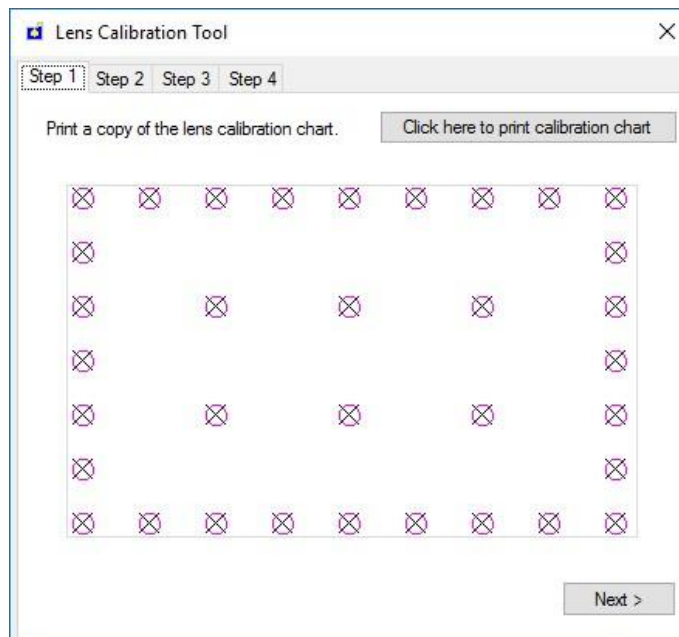 Lens Calibration Tool
Step 1 Step 2 Step 3 Step 4
Print a copy of the lens calibration chart. Click here to print calibration chart
Next >